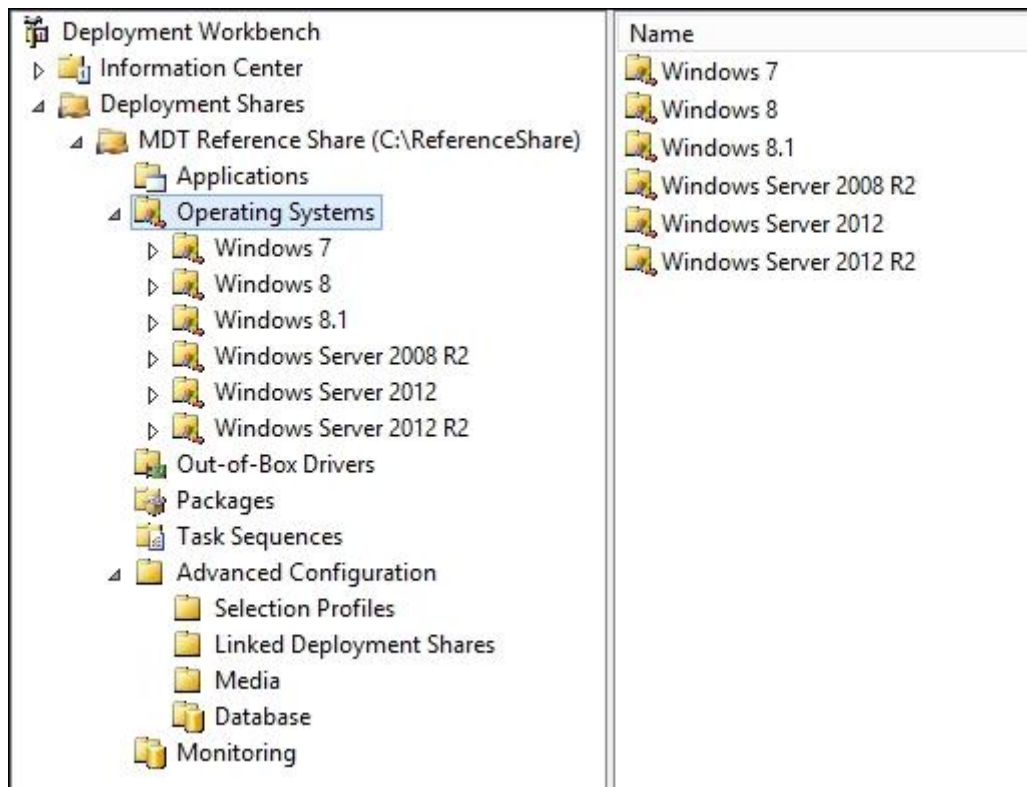 Deployment Workbench
Information Center
Deployment Shares
MDT Reference Share (C:\ReferenceShare)
Applications
Operating Systems
Windows 7
Windows 8
Windows 8.1
Windows Server 2008 R2
Windows Server 2012
Windows Server 2012 R2
Out-of-Box Drivers
Packages
Task Sequences
Advanced Configuration
Selection Profiles
Linked Deployment Shares
Media
Database
Monitoring
Name
Windows 7
Windows 8
Windows 8.1
Windows Server 2008 R2
Windows Server 2012
Windows Server 2012 R2